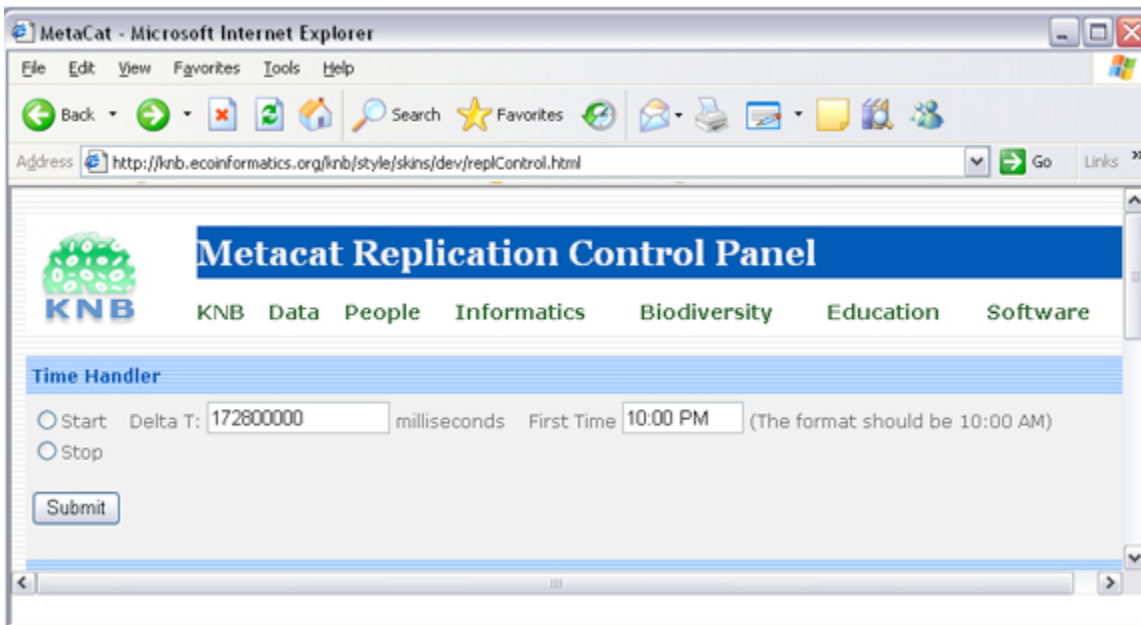 MetaCat - Microsoft Internet Explorer
File Edit View Favorites Tools Help
Back Search Favorites
Address http://knb.ecoinformatics.org/knb/style/skins/dev/replControl.html Go Links »
Metacat Replication Control Panel
KNB
KNB Data People Informatics Biodiversity Education Software
Time Handler
Start Delta T: 172800000 milliseconds First Time 10:00 PM (The format should be 10:00 AM)
Stop
Submit